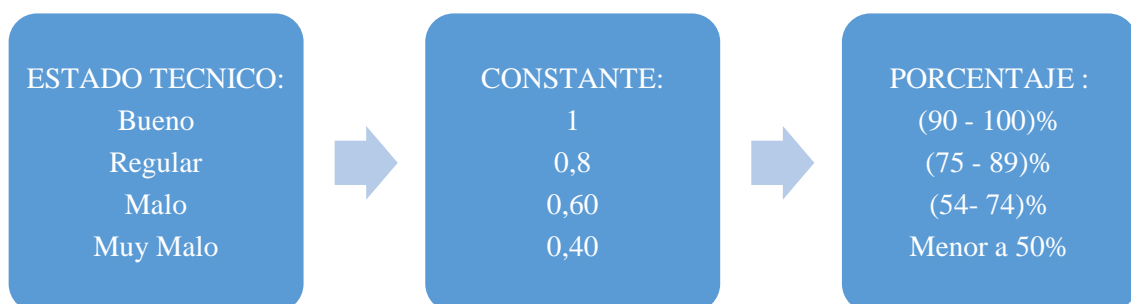 ESTADO TECNICO:
Bueno
Regular
Malo
Muy Malo
CONSTANTE:
1
0,8
0,60
0,40
PORCENTAJE :
(90 - 100)%
(75 - 89)%
(54- 74)%
Menor a 50%